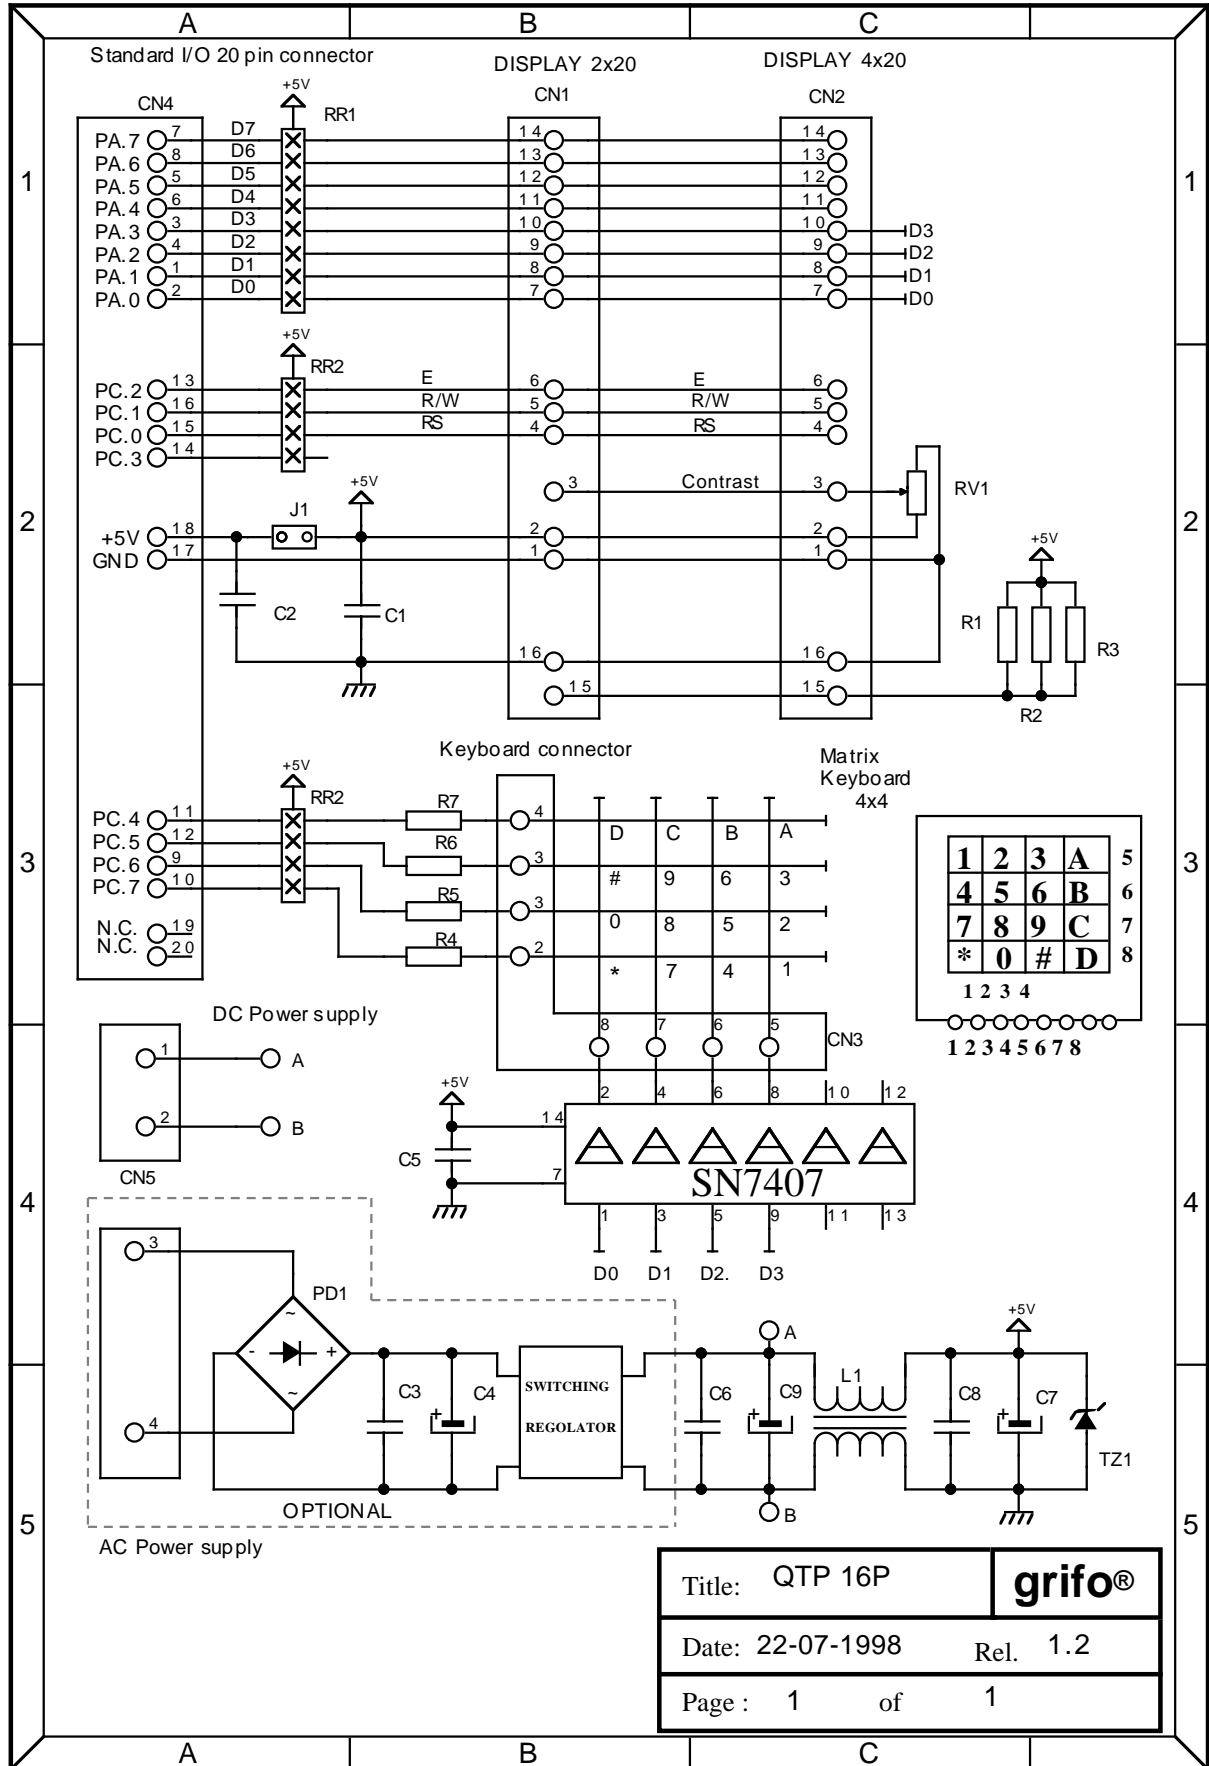 A B C
Standard I/O 20 pin connector
DISPLAY 2x20 DISPLAY 4x20
CN4 +5V RR1 CN1 CN2
PA.7 7 D7 14 14
PA.6 8 D6 13 13
PA.5 5 D5 12 12
1 1
PA.4 6 D4 11 11
PA.3 3 D3 10 10 D3
PA.2 4 D2 9 9 D2
PA.1 1 D1 8 8 D1
PA.0 2 D0 7 7 D0
+5V RR2
PC.2 13 E 6 E 6
PC.1 16 R/W 5 R/W 5
PC.0 15 RS 4 RS 4
PC.3 14
+5V 3 Contrast 3 RV1
2 J1 2
+5V 18 2 2
GND 17 1 1 +5V
C2 C1 R1 R3
16 16
15 15
R2
Keyboard connector
Matrix
Keyboard
4x4
+5V RR2
PC.4 11 R7 4
D C B A
PC.5 12 R6 3
PC.6 9 # 9 6 3
3 3
PC.7 10 R5 3
0 8 5 2
N.C. 19
N.C. 20 R4 2
* 7 4 1
1 2 3 A 5
4 5 6 B 6
7 8 9 C 7
* 0 # D 8
1 2 3 4
1 2 3 4 5 6 7 8
DC Power supply
8 7 6 5 CN3
1 A
2 B
CN5
+5V 2 4 6 8 10 12
14
C5 7
SN7407
1 3 5 9 11 13
D0 D1 D2. D3
4 4
3
PD1
~
- +
~
4
C3 + C4
SWITCHING
REGOLATOR
A
C6 + C9 L1 C8 + C7 +5V
TZ1
B
OPTIONAL
AC Power supply
5 5
Title: QTP 16P grifo®
Date: 22-07-1998 Rel. 1.2
Page : 1 of 1
A B C